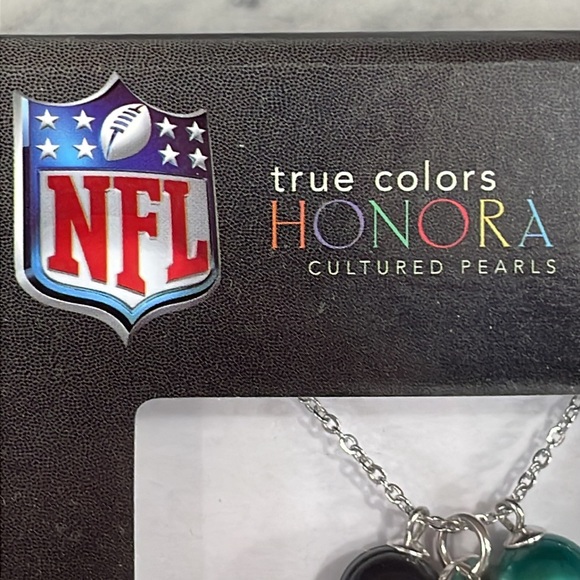 NFL
true colors
HONORA
CULTURED PEARLS